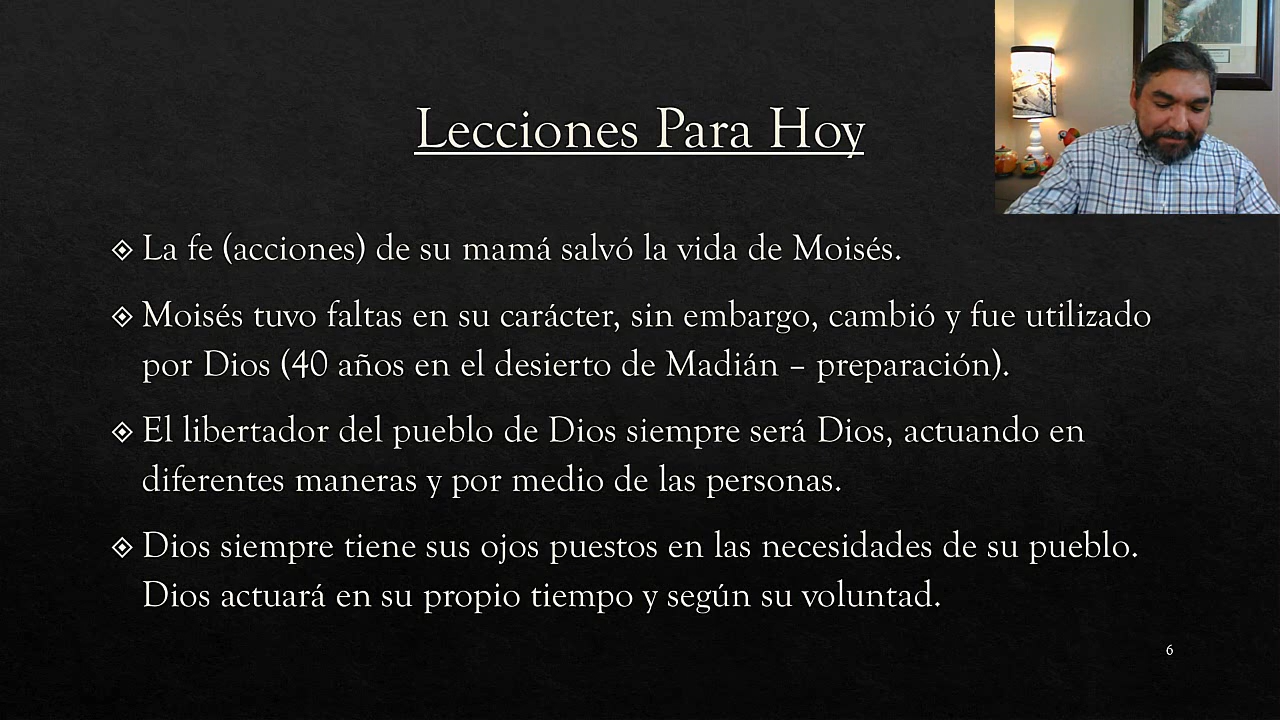 Lecciones Para Hoy
La fe (acciones) de su mamá salvó la vida de Moisés.
Moisés tuvo faltas en su carácter, sin embargo, cambió y fue utilizado
por Dios (40 años en el desierto de Madián – preparación).
El libertador del pueblo de Dios siempre será Dios, actuando en
diferentes maneras y por medio de las personas.
Dios siempre tiene sus ojos puestos en las necesidades de su pueblo.
Dios actuará en su propio tiempo y según su voluntad.
6